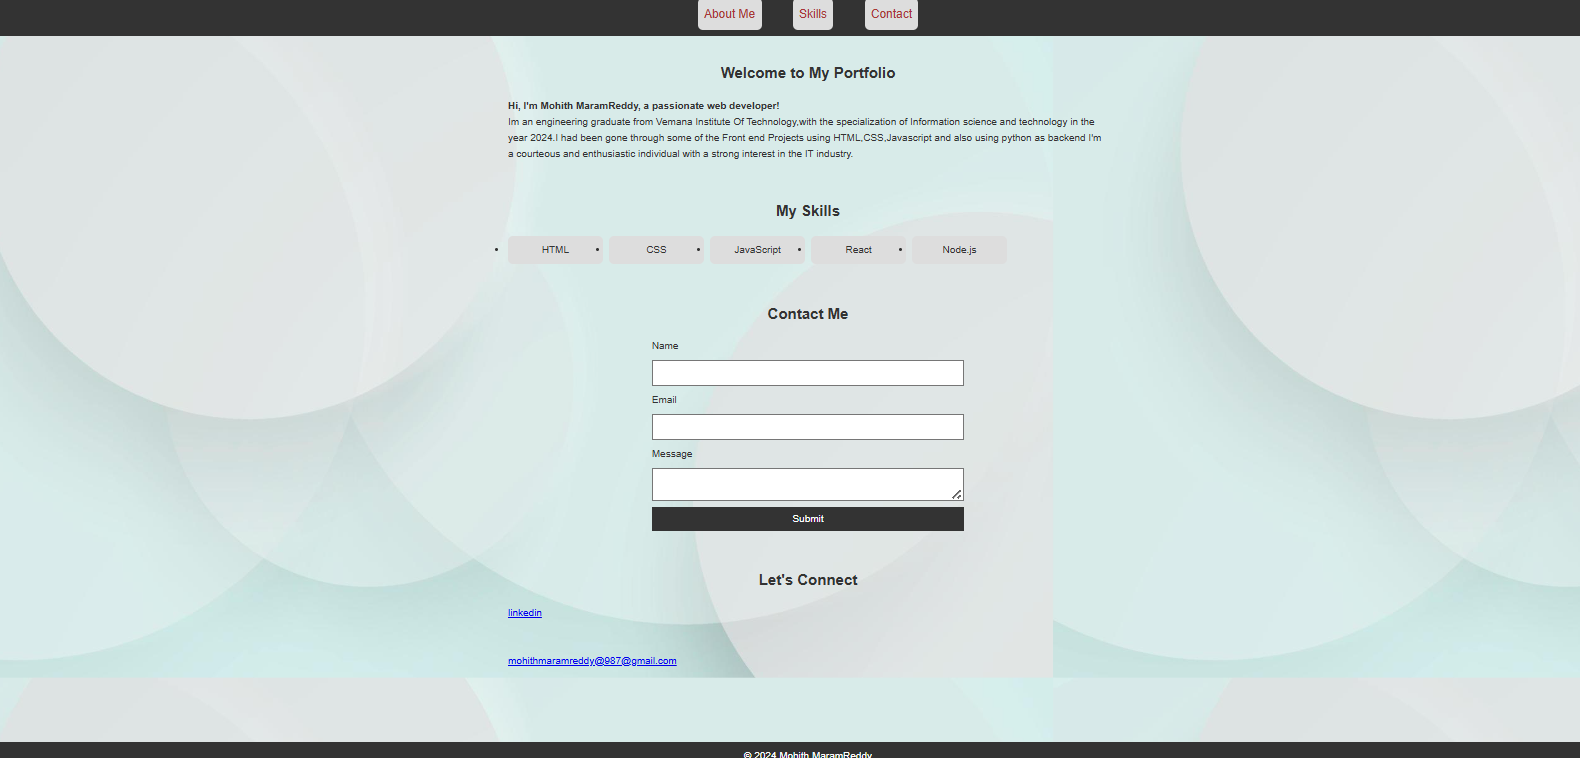 About Me Skills Contact
Welcome to My Portfolio
Hi, I'm Mohith MaramReddy, a passionate web developer!
Im an engineering graduate from Vemana Institute Of Technology,with the specialization of Information science and technology in the
year 2024.I had been gone through some of the Front end Projects using HTML,CSS,Javascript and also using python as backend I'm
a courteous and enthusiastic individual with a strong interest in the IT industry.
My Skills
• HTML • CSS • JavaScript • React • Node.js
Contact Me
Name
Email
Message
Submit
Let's Connect
linkedin
mohithmaramreddy@987@gmail.com
© 2024 Mohith MaramReddy